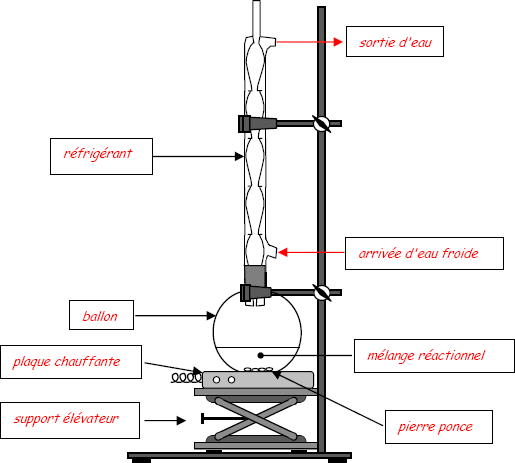 sortie d'eau
réfrigérant
arrivée d'eau froide
ballon
plaque chauffante
mélange réactionnel
support élévateur
pierre ponce